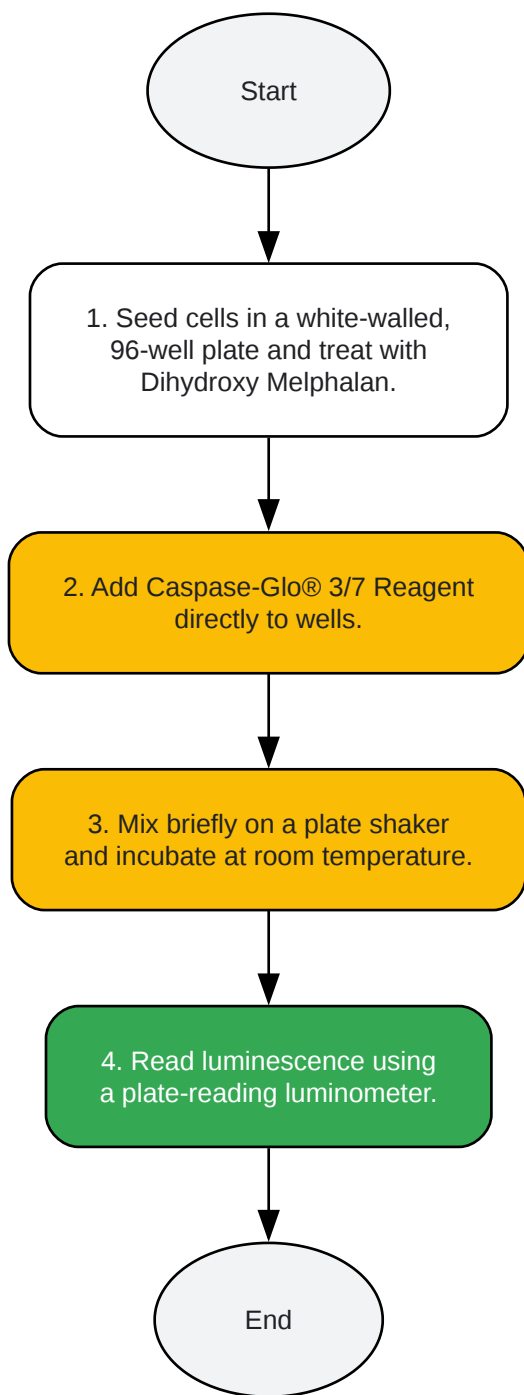 Start
1. Seed cells in a white-walled,
96-well plate and treat with
Dihydroxy Melphalan.
2. Add Caspase-Glo® 3/7 Reagent
directly to wells.
3. Mix briefly on a plate shaker
and incubate at room temperature.
4. Read luminescence using
a plate-reading luminometer.
End